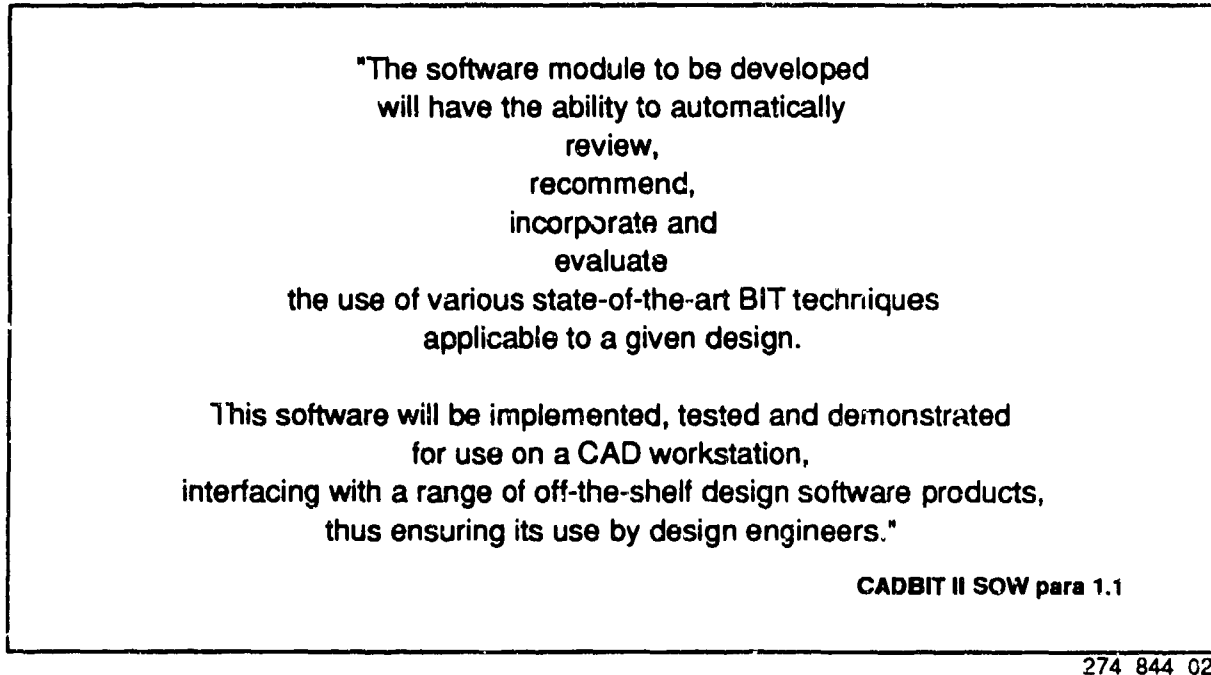 "The software module to be developed
will have the ability to automatically
review,
recommend,
incorporate and
evaluate
the use of various state-of-the-art BIT techniques
applicable to a given design.
This software will be implemented, tested and demonstrated
for use on a CAD workstation,
interfacing with a range of off-the-shelf design software products,
thus ensuring its use by design engineers."
CADBIT II SOW para 1.1
274 844 02